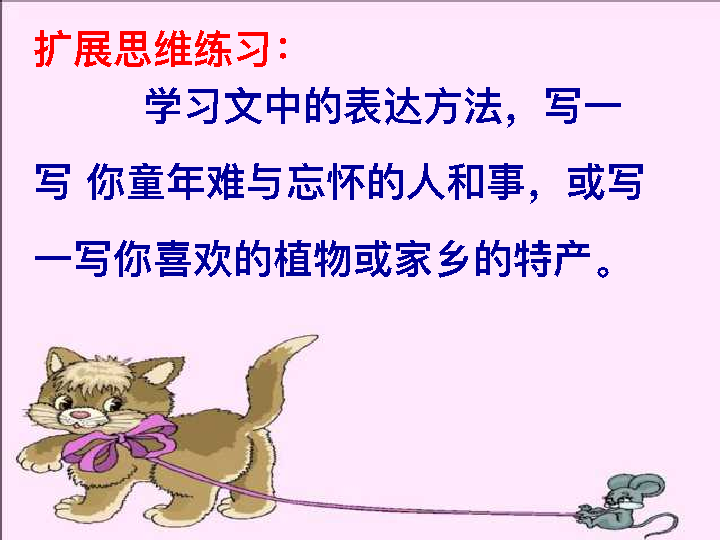 扩展思维练习：
学习文中的表达方法，写一
写 你童年难与忘怀的人和事，或写
一写你喜欢的植物或家乡的特产。